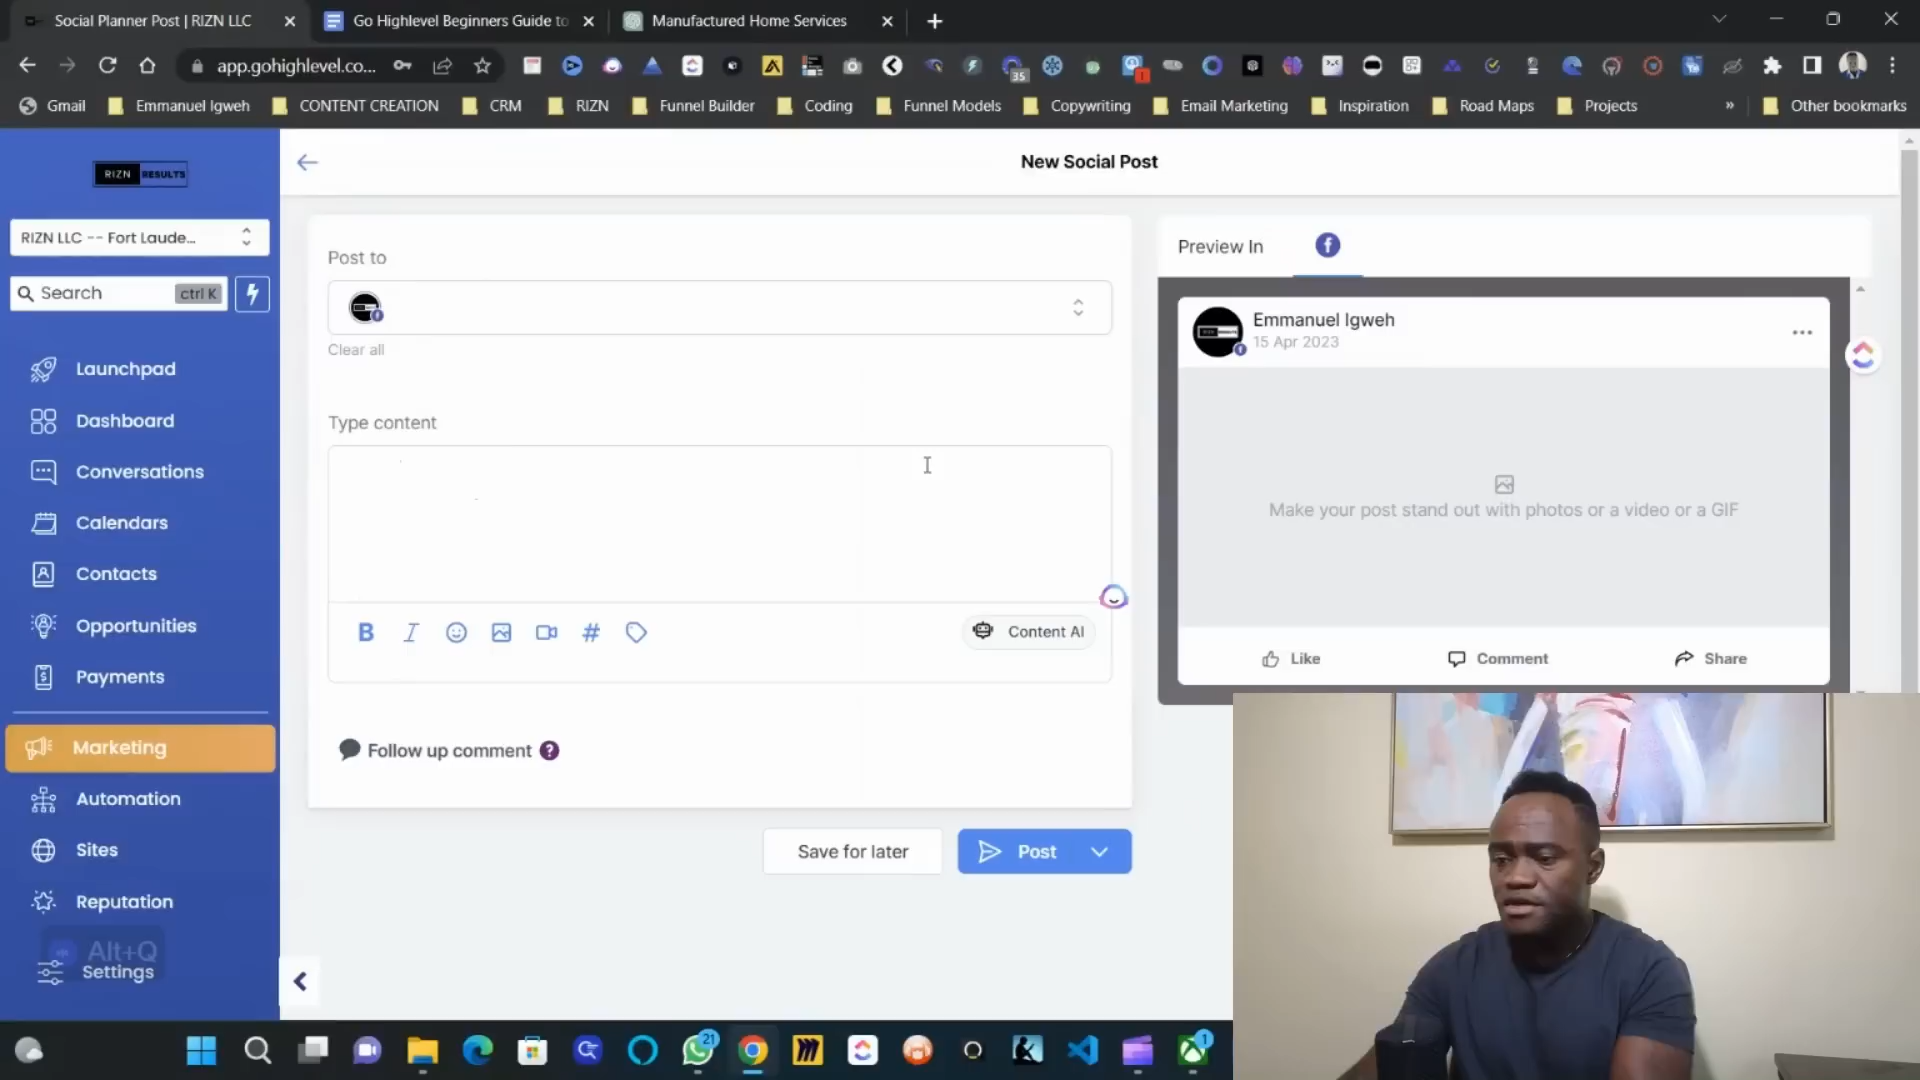 Social Planner Post | RIZN LLC
Go Highlevel Beginners Guide to
Manufactured Home Services
app.gohighlevel.co...
35
Gmail
Emmanuel Igweh
CONTENT CREATION
CRM
RIZN
Funnel Builder
Coding
Funnel Models
Copywriting
Email Marketing
Inspiration
Road Maps
Projects
»
Other bookmarks
RIZN RESULTS
RIZN LLC -- Fort Laude...
Search
ctrl K
Launchpad
Dashboard
Conversations
Calendars
Contacts
Opportunities
Payments
Marketing
Automation
Sites
Reputation
Alt+Q
Settings
New Social Post
Post to
Clear all
Type content
B I #
Content AI
Follow up comment ?
Save for later
Post
Preview In
Emmanuel Igweh
15 Apr 2023
Make your post stand out with photos or a video or a GIF
Like
Comment
Share
21
1